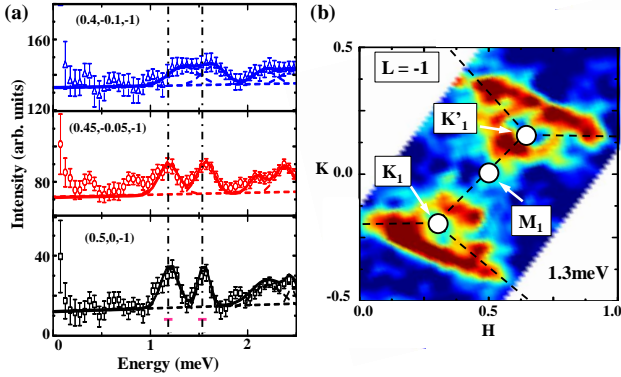 (a)
(0.4,-0.1,-1)
160
140
120
(0.45,-0.05,-1)
110
80
(0.5,0,-1)
40
0
0 1 2
Energy (meV)
Intensity (arb. units)
(b)
L = -1
K'1
K1
M1
1.3meV
0.5
0.0
-0.5
K
0.0 0.5 1.0
H